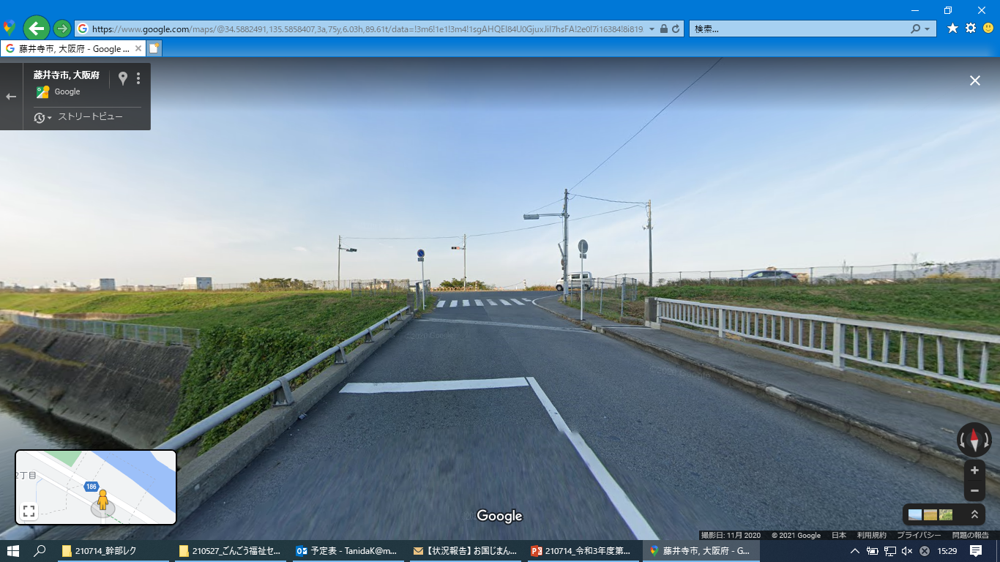 https://www.google.com/maps/@34.5882491,135.5858407,3a,75y,6.03h,89.61t/data=!3m6!1e1!3m4!1sgAHQEl84U0GjuxJil7hsFA!2e0!7i16384!8i819
検索...
藤井寺市, 大阪府 - Google ...
藤井寺市, 大阪府
Google
ストリートビュー
2丁目
186
Google
撮影日: 11月 2020 © 2021 Google 日本 利用規約 プライバシー 問題の報告
210714_幹部レク
210527_ごんごう福祉セ...
予定表 - TanidaK@m...
【状況報告】お国じまん...
210714_令和3年度第...
藤井寺市, 大阪府 - G...
15:29